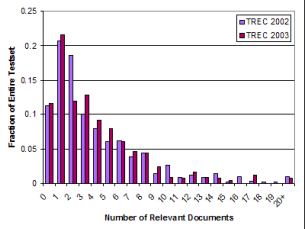 0.25
0.2
0.15
0.1
0.05
0
Fraction of Entire Testset
TREC 2002
TREC 2003
0 1 2 3 4 5 6 7 8 9 10 11 12 13 14 15 16 17 18 19 20+
Number of Relevant Documents